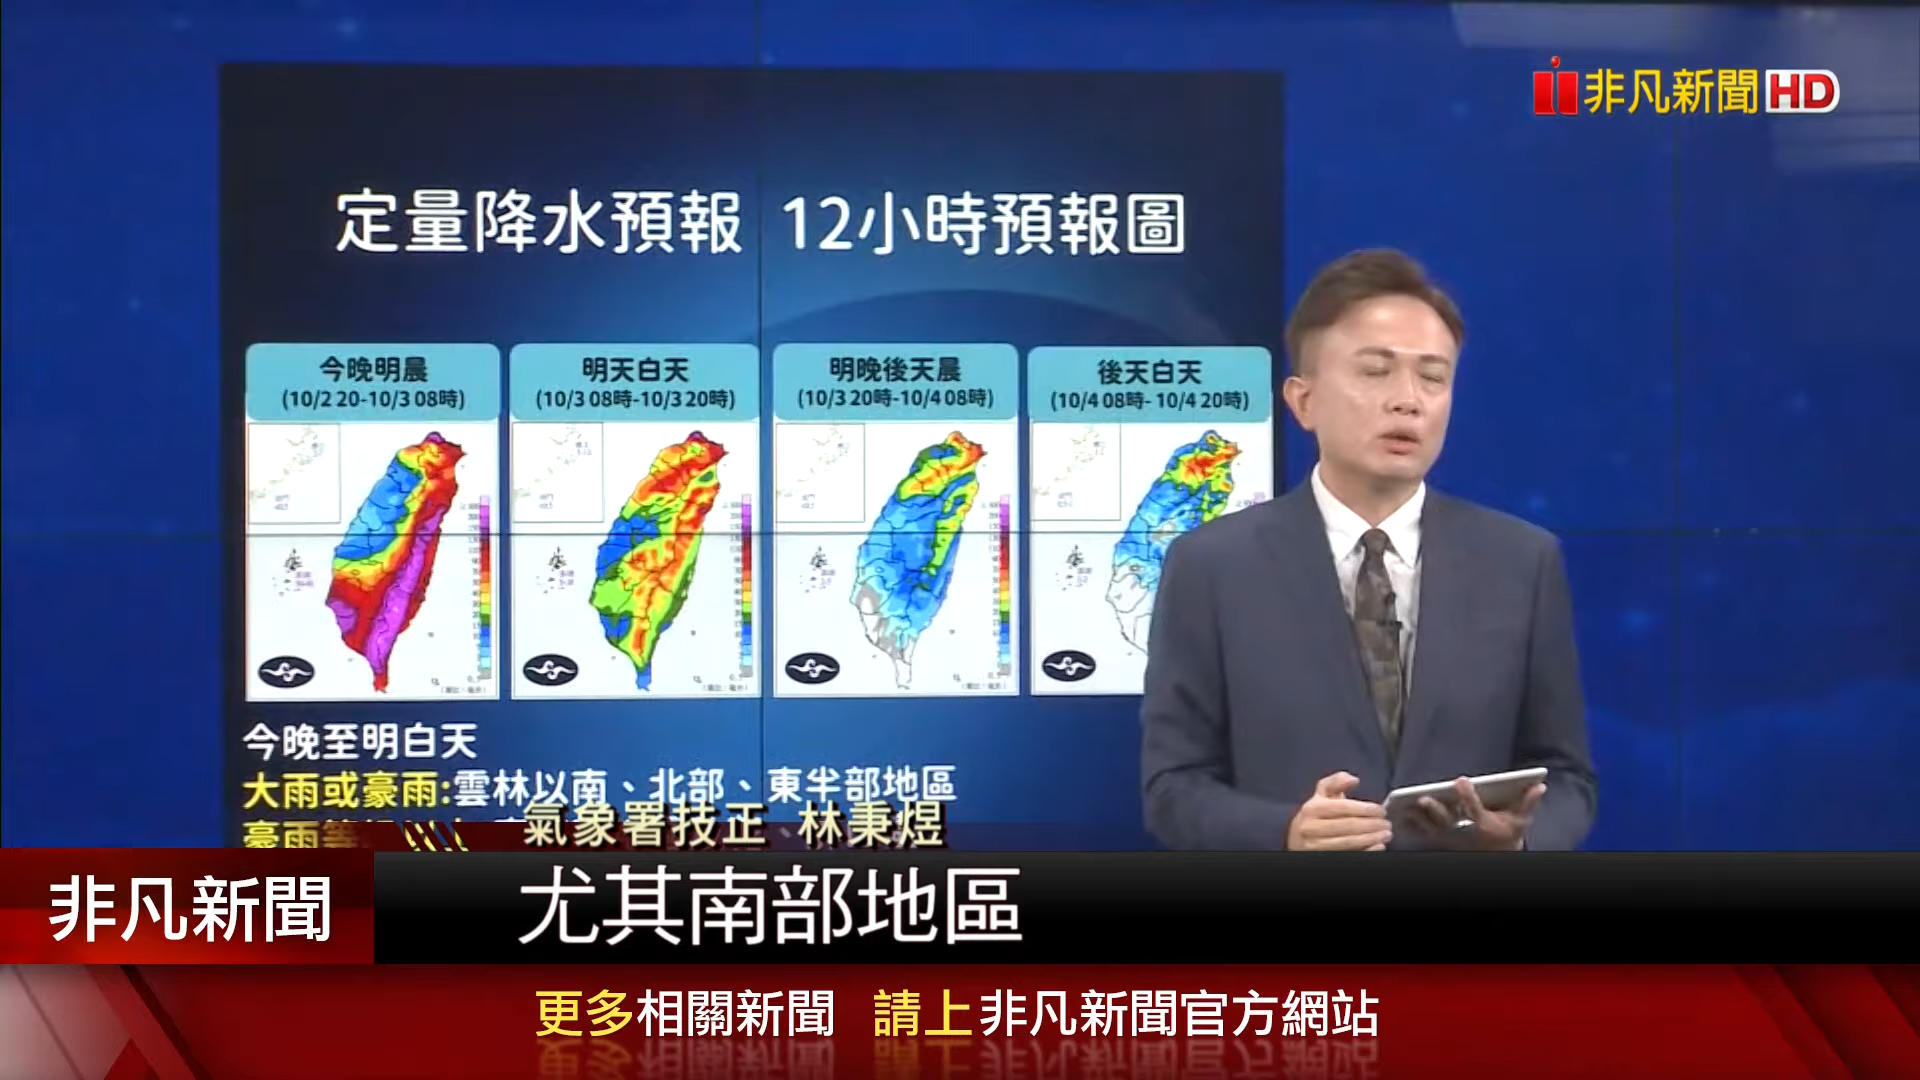 非凡新聞HD
定量降水預報 12小時預報圖
今晚明晨
(10/2 20-10/3 08時)
明天白天
(10/3 08時-10/3 20時)
明晚後天晨
(10/3 20時-10/4 08時)
後天白天
(10/4 08時- 10/4 20時)
今晚至明白天
大雨或豪雨:雲林以南、北部、東半部地區
豪雨等
氣象署技正 林秉煜
非凡新聞
尤其南部地區
更多相關新聞 請上非凡新聞官方網站